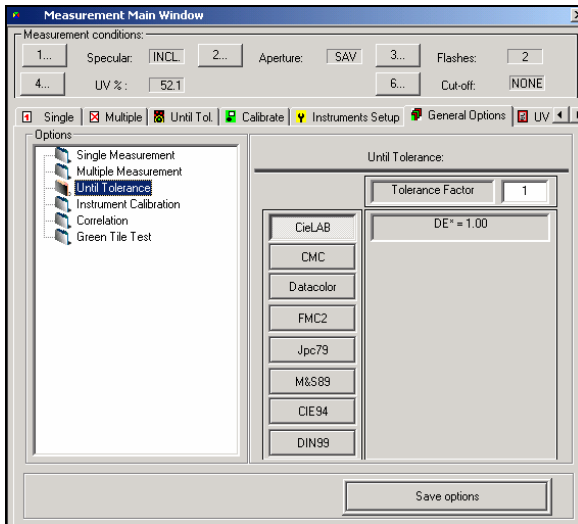 Measurement Main Window
Measurement conditions:
1... Specular: INCL. 2... Aperture: SAV 3... Flashes: 2
4... UV %: 52.1 6... Cut-off: NONE
Single Multiple Until Tol. Calibrate Instruments Setup General Options UV
Options
Single Measurement
Multiple Measurement
Until Tolerance
Instrument Calibration
Correlation
Green Tile Test
Until Tolerance:
Tolerance Factor 1
CieLAB DE* = 1.00
CMC
Datacolor
FMC2
Jpc79
M&S89
CIE94
DIN99
Save options